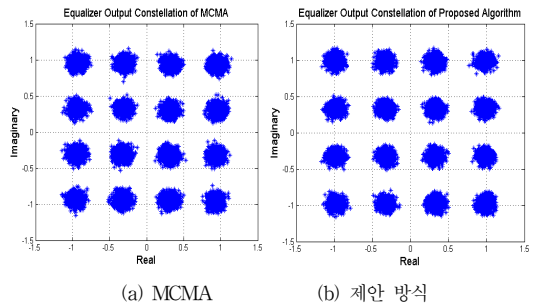 Equalizer Output Constellation of MCMA
1.5
1
0.5
0
-0.5
-1
-1.5
Imaginary
-1.5 -1 -0.5 0 0.5 1 1.5
Real
(a) MCMA
Equalizer Output Constellation of Proposed Algorithm
1.5
1
0.5
0
-0.5
-1
-1.5
Imaginary
-1.5 -1 -0.5 0 0.5 1 1.5
Real
(b) 제안 방식